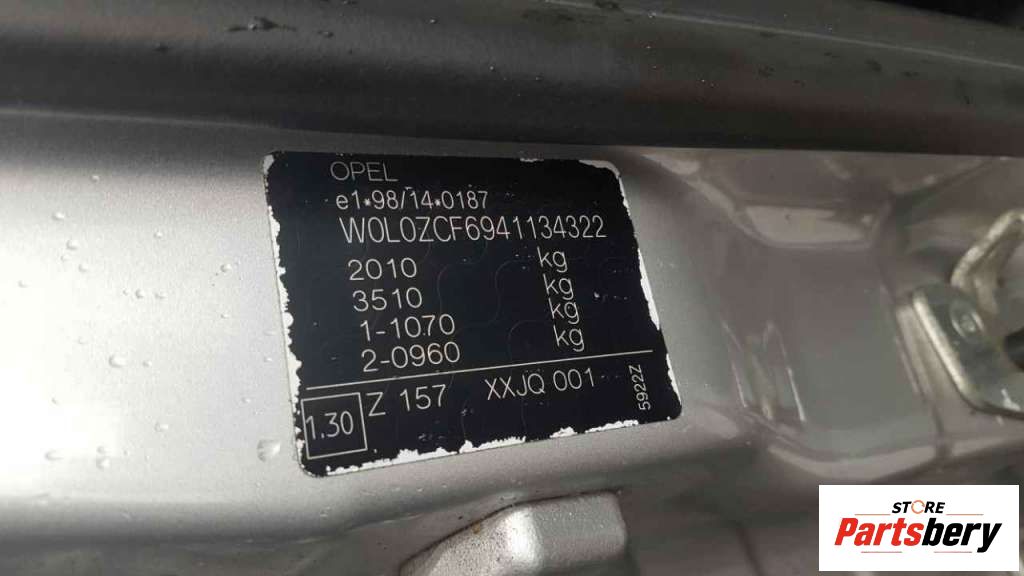 OPEL
e1*98/14*0187
W0L0ZCF6941134322
2010 kg
3510 kg
1-1070 kg
2-0960 kg
1.30 Z 157 XXJQ 001
5922Z
STORE
Partsbery